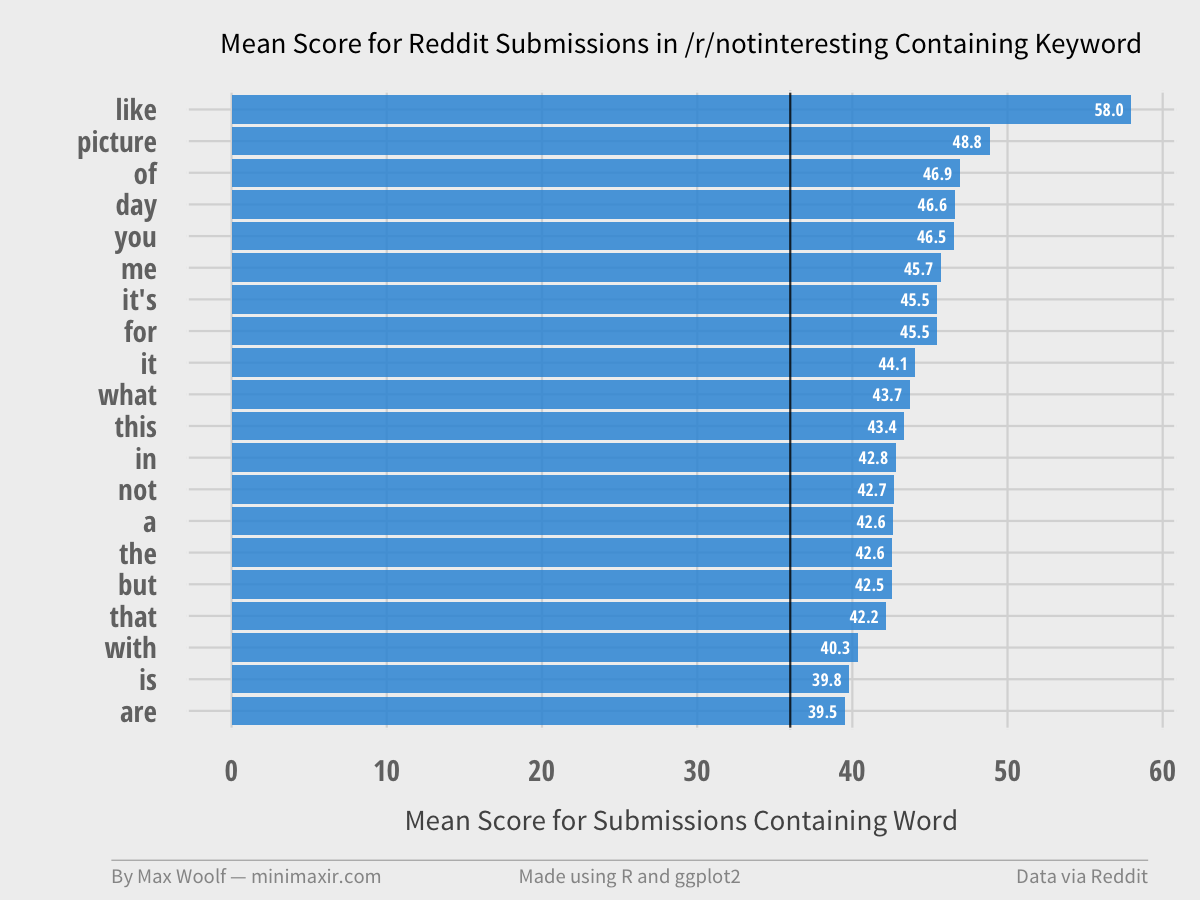 Mean Score for Reddit Submissions in /r/notinteresting Containing Keyword
like 58.0
picture 48.8
of 46.9
day 46.6
you 46.5
me 45.7
it's 45.5
for 45.5
it 44.1
what 43.7
this 43.4
in 42.8
not 42.7
a 42.6
the 42.6
but 42.5
that 42.2
with 40.3
is 39.8
are 39.5
0 10 20 30 40 50 60
Mean Score for Submissions Containing Word
By Max Woolf — minimaxir.com Made using R and ggplot2 Data via Reddit